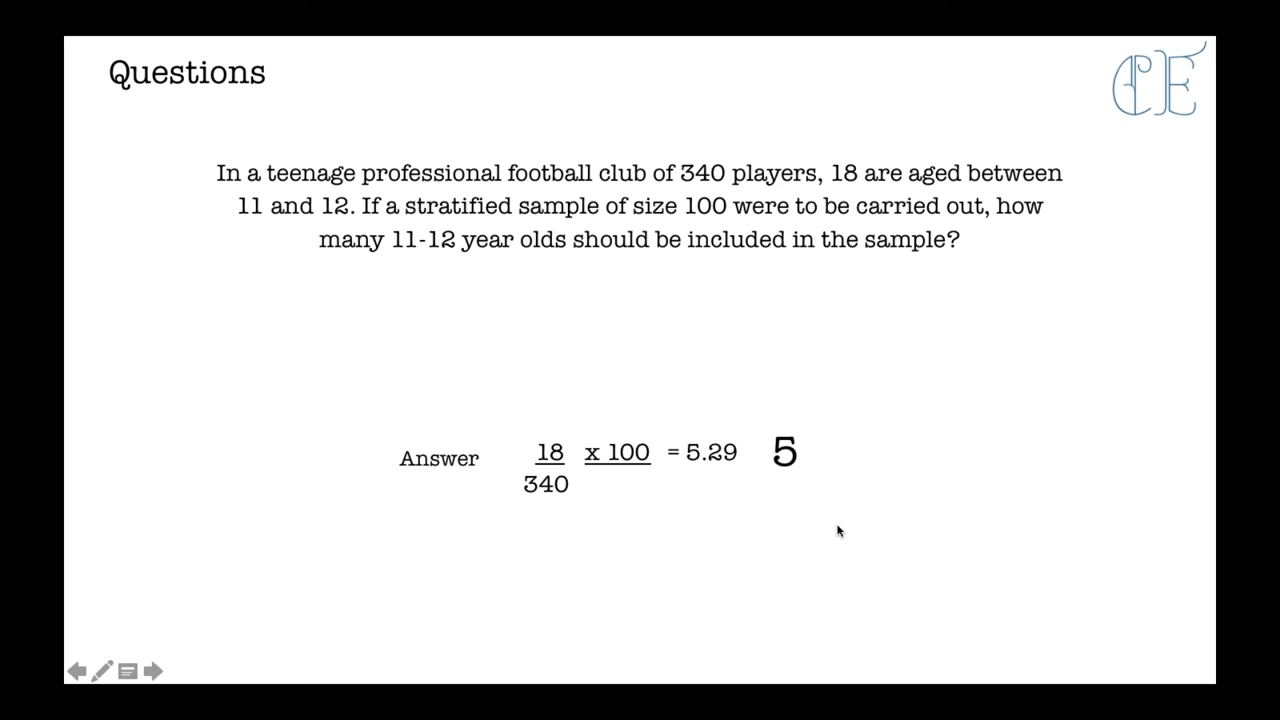 Questions
CE
In a teenage professional football club of 340 players, 18 are aged between
11 and 12. If a stratified sample of size 100 were to be carried out, how
many 11-12 year olds should be included in the sample?
Answer 18 x 100 = 5.29 5
340